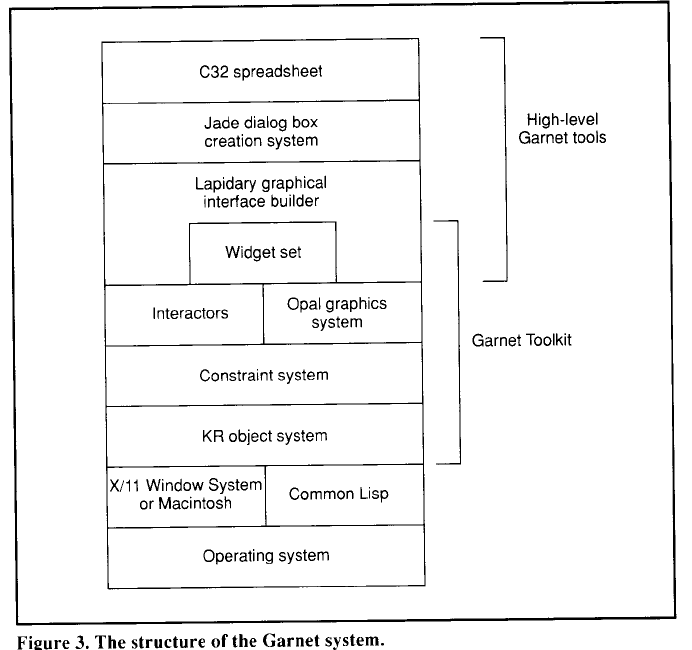 C32 spreadsheet
Jade dialog box
creation system
High-level
Garnet tools
Lapidary graphical
interface builder
Widget set
Interactors
Opal graphics
system
Garnet Toolkit
Constraint system
KR object system
X/11 Window System
or Macintosh
Common Lisp
Operating system
Figure 3. The structure of the Garnet system.